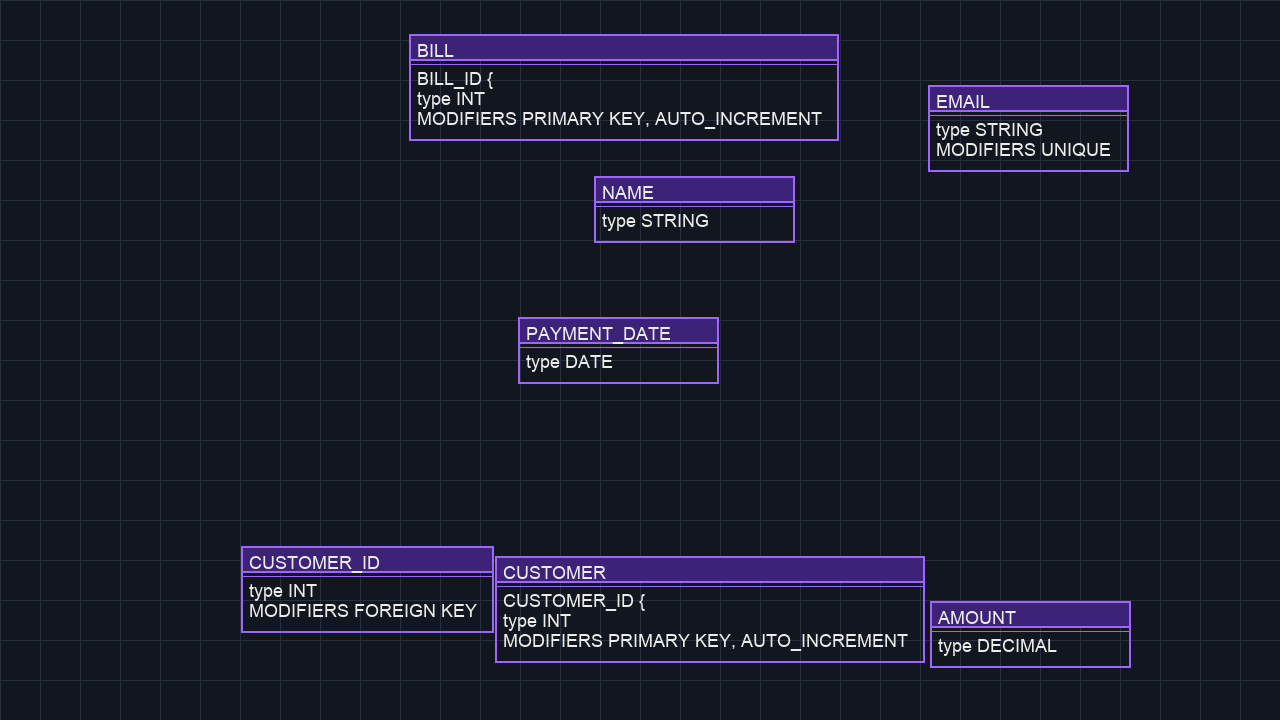 BILL
BILL_ID {
type INT
MODIFIERS PRIMARY KEY, AUTO_INCREMENT
EMAIL
type STRING
MODIFIERS UNIQUE
NAME
type STRING
PAYMENT_DATE
type DATE
CUSTOMER_ID
type INT
MODIFIERS FOREIGN KEY
CUSTOMER
CUSTOMER_ID {
type INT
MODIFIERS PRIMARY KEY, AUTO_INCREMENT
AMOUNT
type DECIMAL